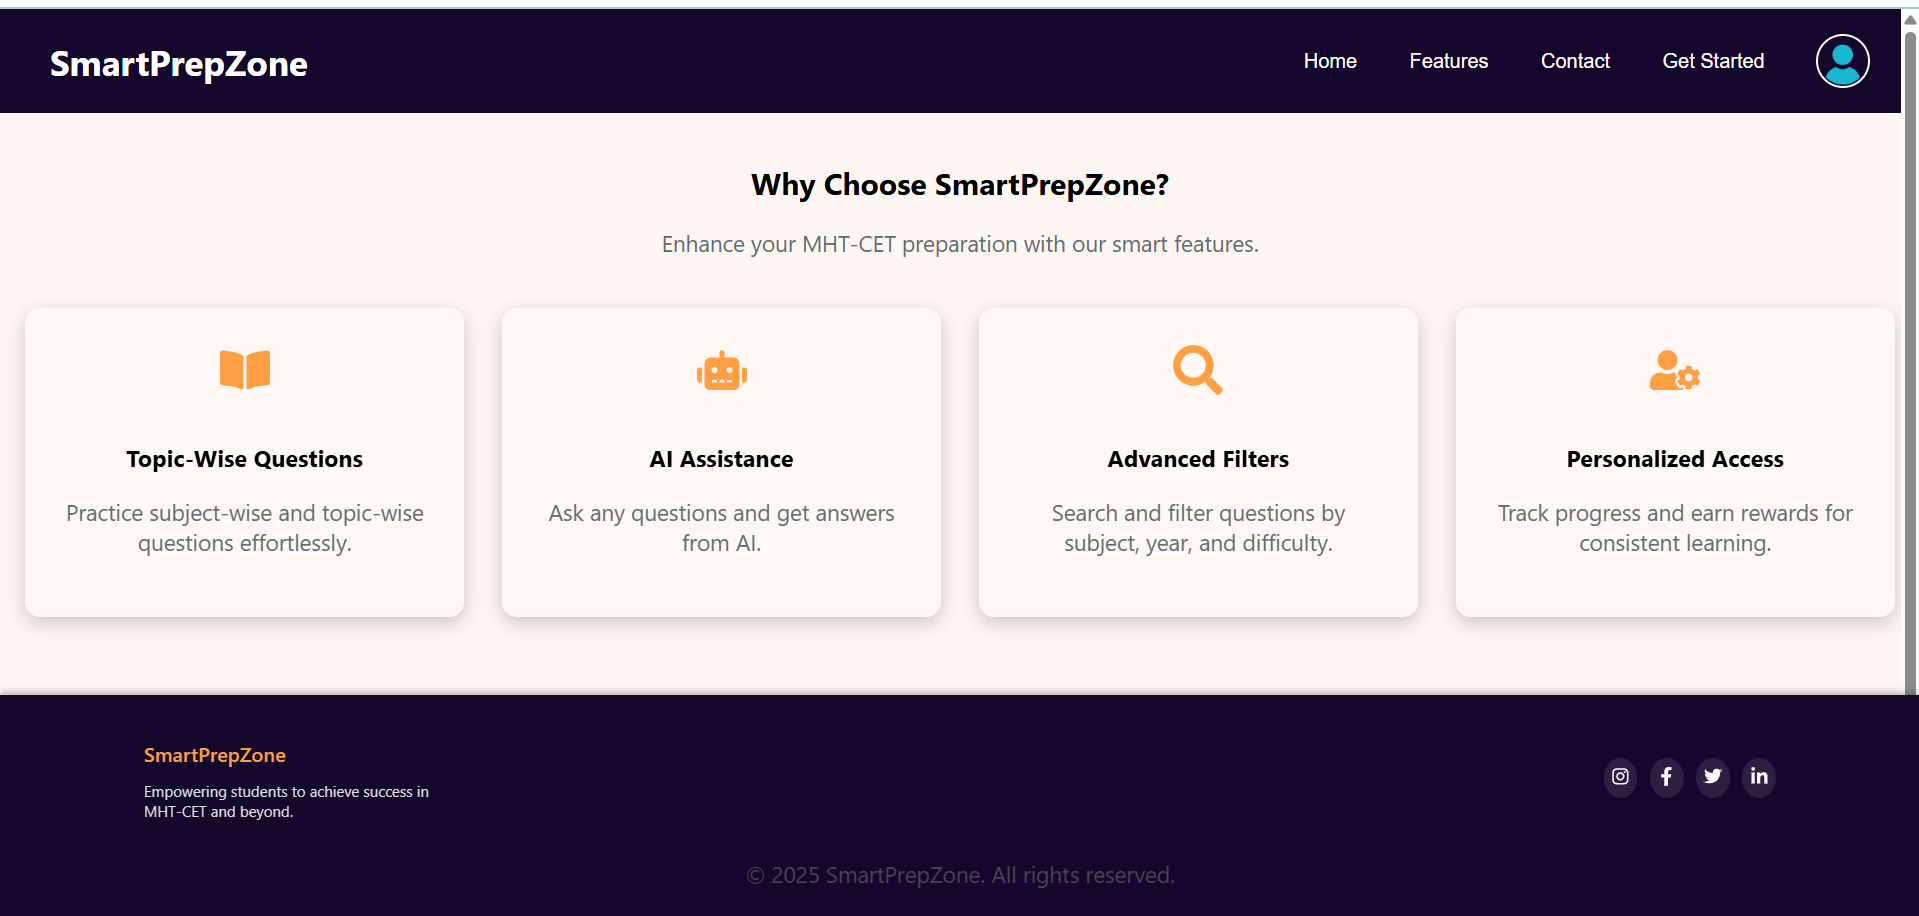 SmartPrepZone
Home
Features
Contact
Get Started
Why Choose SmartPrepZone?
Enhance your MHT-CET preparation with our smart features.
Topic-Wise Questions
Practice subject-wise and topic-wise
questions effortlessly.
AI Assistance
Ask any questions and get answers
from AI.
Advanced Filters
Search and filter questions by
subject, year, and difficulty.
Personalized Access
Track progress and earn rewards for
consistent learning.
SmartPrepZone
Empowering students to achieve success in
MHT-CET and beyond.
© 2025 SmartPrepZone. All rights reserved.